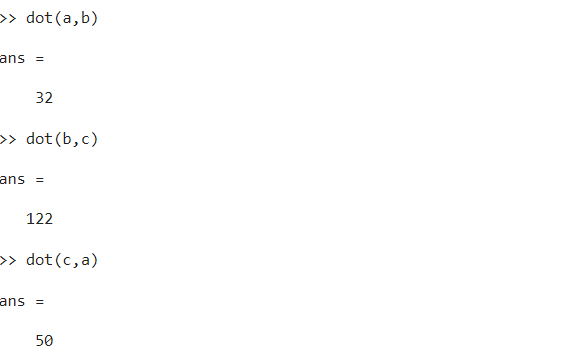 >> dot(a,b)
ans =
32
>> dot(b,c)
ans =
122
>> dot(c,a)
ans =
50